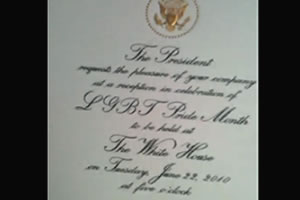 The President
requests the pleasure of your company
at a reception in celebration of
LGBT Pride Month
to be held at
The White House
on Tuesday, June 22, 2010
at five o'clock